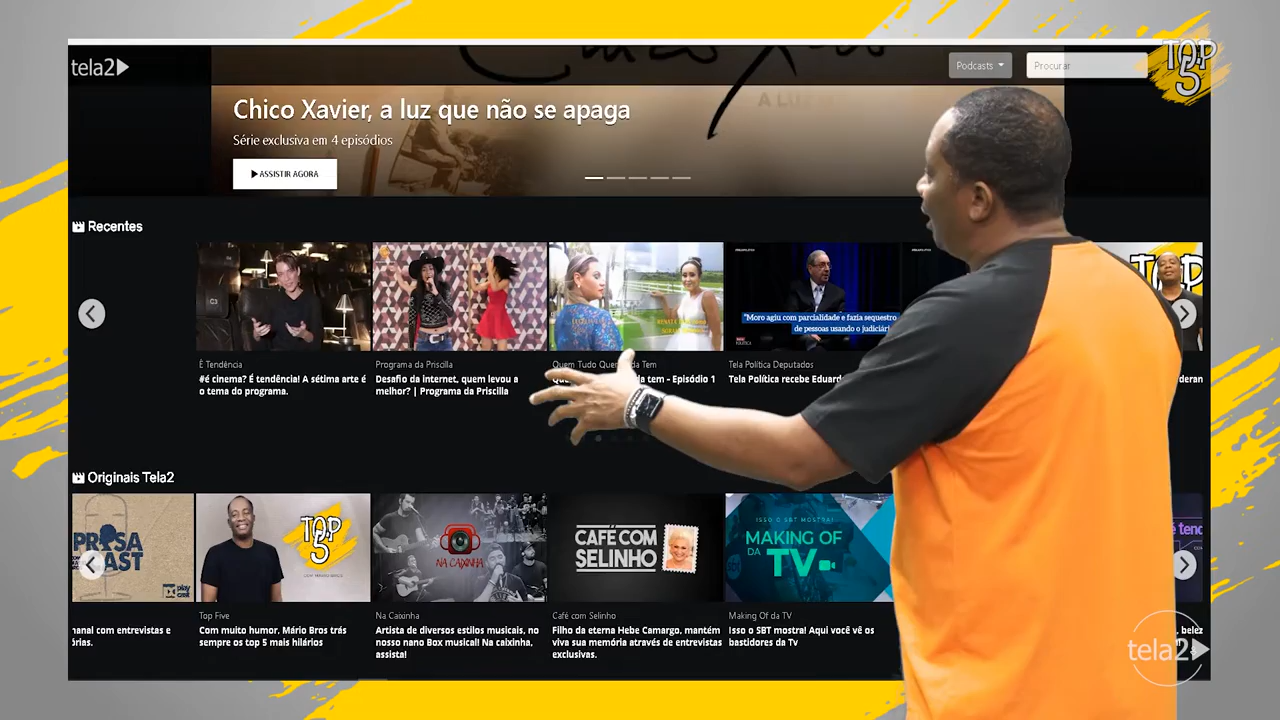 tela2
Podcasts
Procurar
TOP
5
Chico Xavier, a luz que não se apaga
Série exclusiva em 4 episódios
ASSISTIR AGORA
Recentes
"Moro agiu com parcialidade e fazia sequestro
de pessoas usando o judiciário
É Tendência
#é cinema? É tendência! A sétima arte é
o tema do programa.
Programa da Priscilla
Desafio da internet, quem levou a
melhor? | Programa da Priscilla
Quem Tudo Tem
tem - Episódio 1
Tela Política Deputados
Tela Política recebe
Originais Tela2
PROSA
CAST
TOP
5
NA CAIXINHA
CAFÉ COM
SELINHO
ISSO O SBT MOSTRA!
MAKING OF
DA TV
com entrevistas e
Top Five
Com muito humor, Mário Bros trás
sempre os top 5 mais hilários
Na Caixinha
Artista de diversos estilos musicais, no
nosso nano Box musical! Na caixinha,
assista!
Café com Selinho
Filho da eterna Hebe Camargo, mantém
viva sua memória através de entrevistas
exclusivas.
Making Of da TV
Isso o SBT mostra! Aqui você vê os
bastidores da Tv
tela2